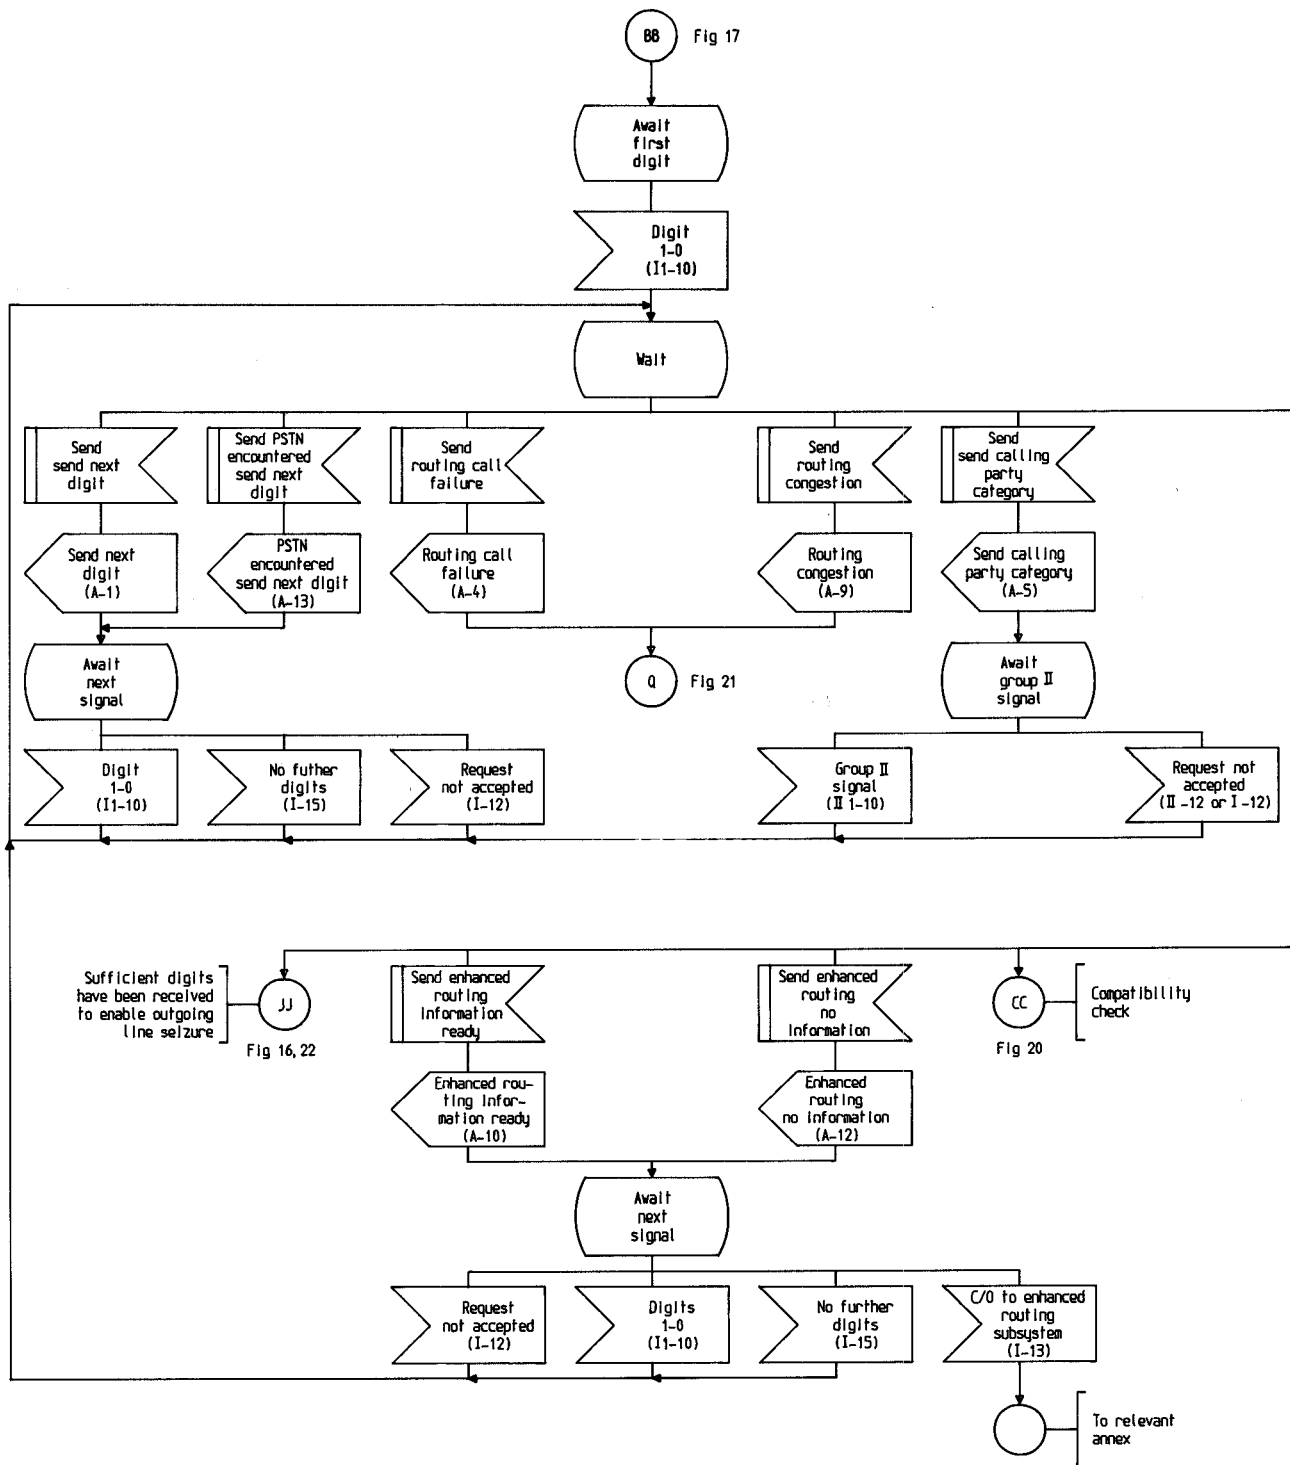 BB
Fig 17
Await
first
digit
Digit
1-0
(I1-10)
Wait
Send
send next
digit
Send PSTN
encountered
send next
digit
Send
routing call
failure
Send
routing
congestion
Send
send calling
party
category
Send next
digit
(A-1)
PSTN
encountered
send next digit
(A-13)
Routing call
failure
(A-4)
Routing
congestion
(A-9)
Send calling
party category
(A-5)
Await
next
signal
Q
Fig 21
Await
group II
signal
Digit
1-0
(I1-10)
No futher
digits
(I-15)
Request
not accepted
(I-12)
Group II
signal
(II 1-10)
Request not
accepted
(II -12 or I -12)
Sufficient digits
have been received
to enable outgoing
line seizure
JJ
Fig 16, 22
Send enhanced
routing
information
ready
Send enhanced
routing
no
information
CC
Fig 20
Compatibility
check
Enhanced rou-
ting infor-
mation ready
(A-10)
Enhanced
routing
no information
(A-12)
Await
next
signal
Request
not accepted
(I-12)
Digits
1-0
(I1-10)
No further
digits
(I-15)
C/O to enhanced
routing
subsystem
(I-13)
To relevant
annex